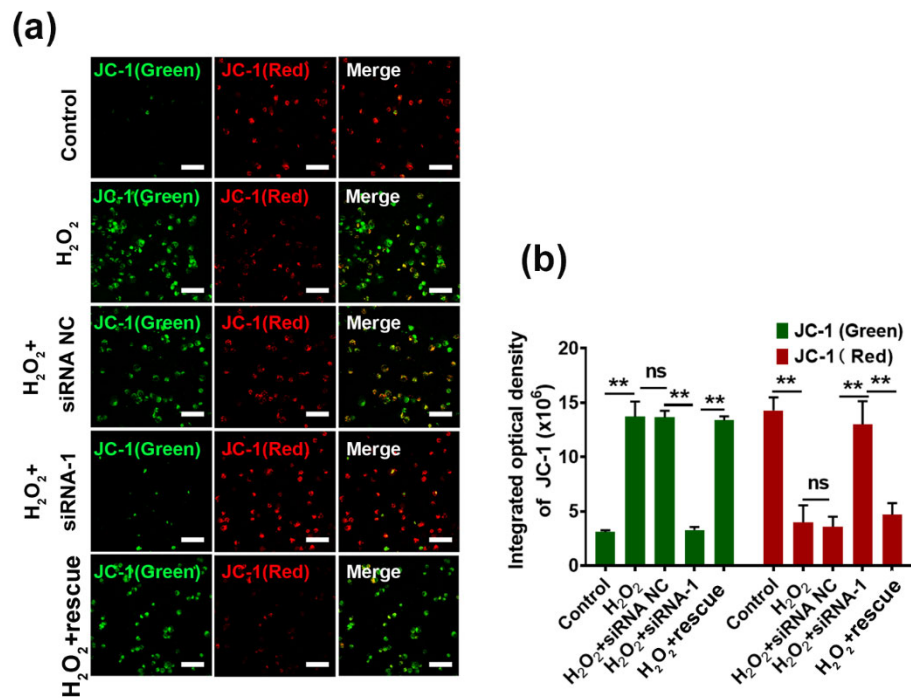 (a)
JC-1(Green) JC-1(Red) Merge
Control
JC-1(Green) JC-1(Red) Merge
H₂O₂
JC-1(Green) JC-1(Red) Merge
H₂O₂+
siRNA NC
JC-1(Green) JC-1(Red) Merge
H₂O₂+
siRNA-1
JC-1(Green) JC-1(Red) Merge
H₂O₂+rescue
(b)
JC-1 (Green)
JC-1 ( Red)
Integrated optical density
of JC-1 (x10⁶)
20
15
10
5
0
** ns ** ** ** ns ** **
Control H₂O₂ H₂O₂+siRNA NC H₂O₂+siRNA-1 H₂O₂+rescue Control H₂O₂ H₂O₂+siRNA NC H₂O₂+siRNA-1 H₂O₂+rescue